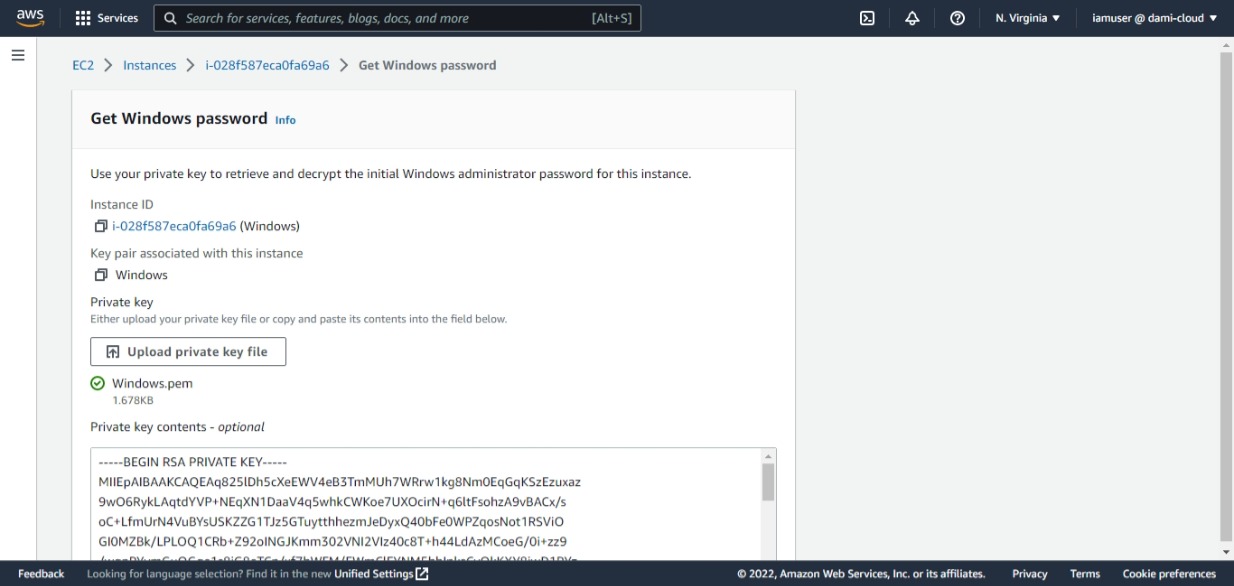 aws
Services
Search for services, features, blogs, docs, and more [Alt+S]
N. Virginia
iamuser @ dami-cloud
EC2 > Instances > i-028f587eca0fa69a6 > Get Windows password
Get Windows password Info
Use your private key to retrieve and decrypt the initial Windows administrator password for this instance.
Instance ID
i-028f587eca0fa69a6 (Windows)
Key pair associated with this instance
Windows
Private key
Either upload your private key file or copy and paste its contents into the field below.
Upload private key file
Windows.pem
1.678KB
Private key contents - optional
-----BEGIN RSA PRIVATE KEY-----
MIIEpAIBAAKCAQEAq825lDh5cXeEWV4eB3TmMUh7WRrw1kg8Nm0EqGqKSzEzuxaz
9wO6RykLAqtdYVP+NEqXN1DaaV4q5whkCWKoe7UXOcirN+q6ltFsohzA9vBACx/s
oC+LfmUrN4VuBYsUSKZZG1TJz5GTuytthhezmJeDyxQ40bFe0WPZqosNot1RSViO
GI0MZBk/LPLOQ1CRb+Z92oINGJKmm302VNI2VIz40c8T+h44LdAzMCoeG/0i+zz9
Feedback
Looking for language selection? Find it in the new Unified Settings
© 2022, Amazon Web Services, Inc. or its affiliates.
Privacy
Terms
Cookie preferences